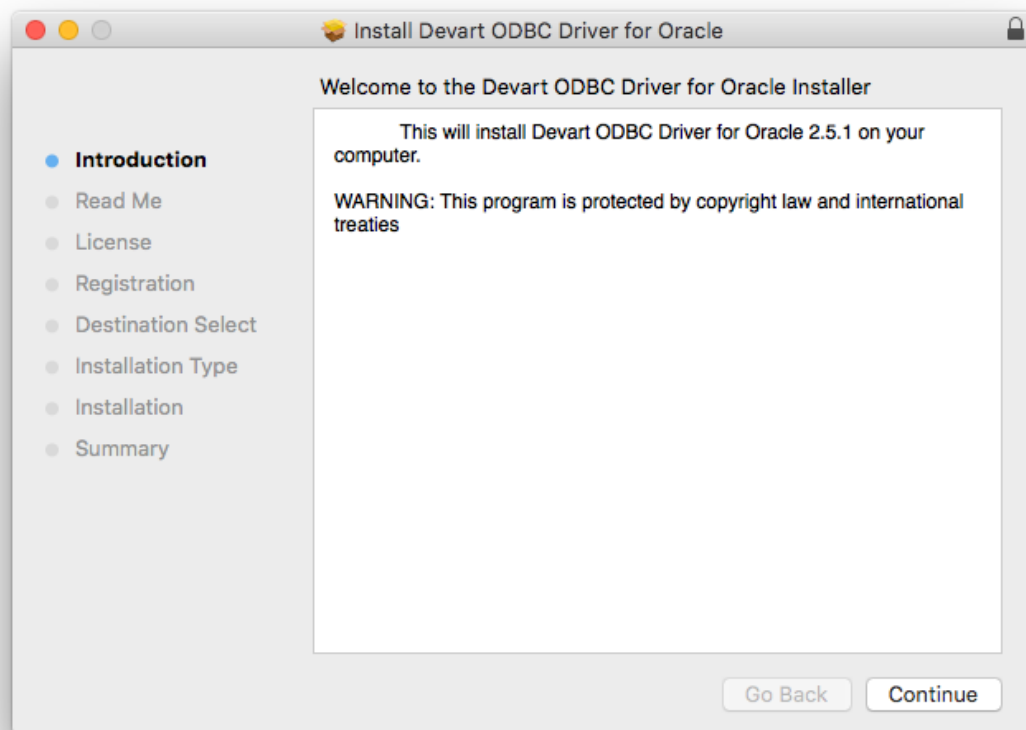 Install Devart ODBC Driver for Oracle
Welcome to the Devart ODBC Driver for Oracle Installer
Introduction
Read Me
License
Registration
Destination Select
Installation Type
Installation
Summary
This will install Devart ODBC Driver for Oracle 2.5.1 on your
computer.
WARNING: This program is protected by copyright law and international
treaties
Go Back
Continue